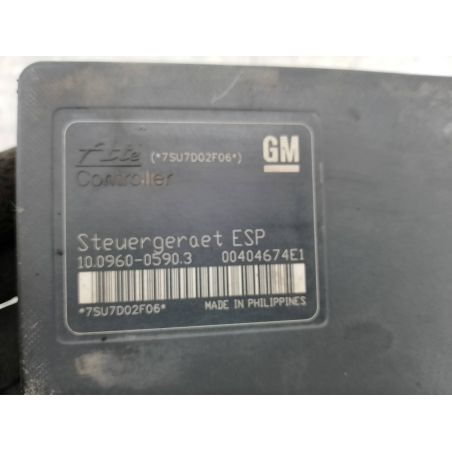 Ate (*7SU7D02F06*) GM
Controller
Steuergeraet ESP
10.0960-0590.3 00404674E1
*7SU7D02F06* MADE IN PHILIPPINES